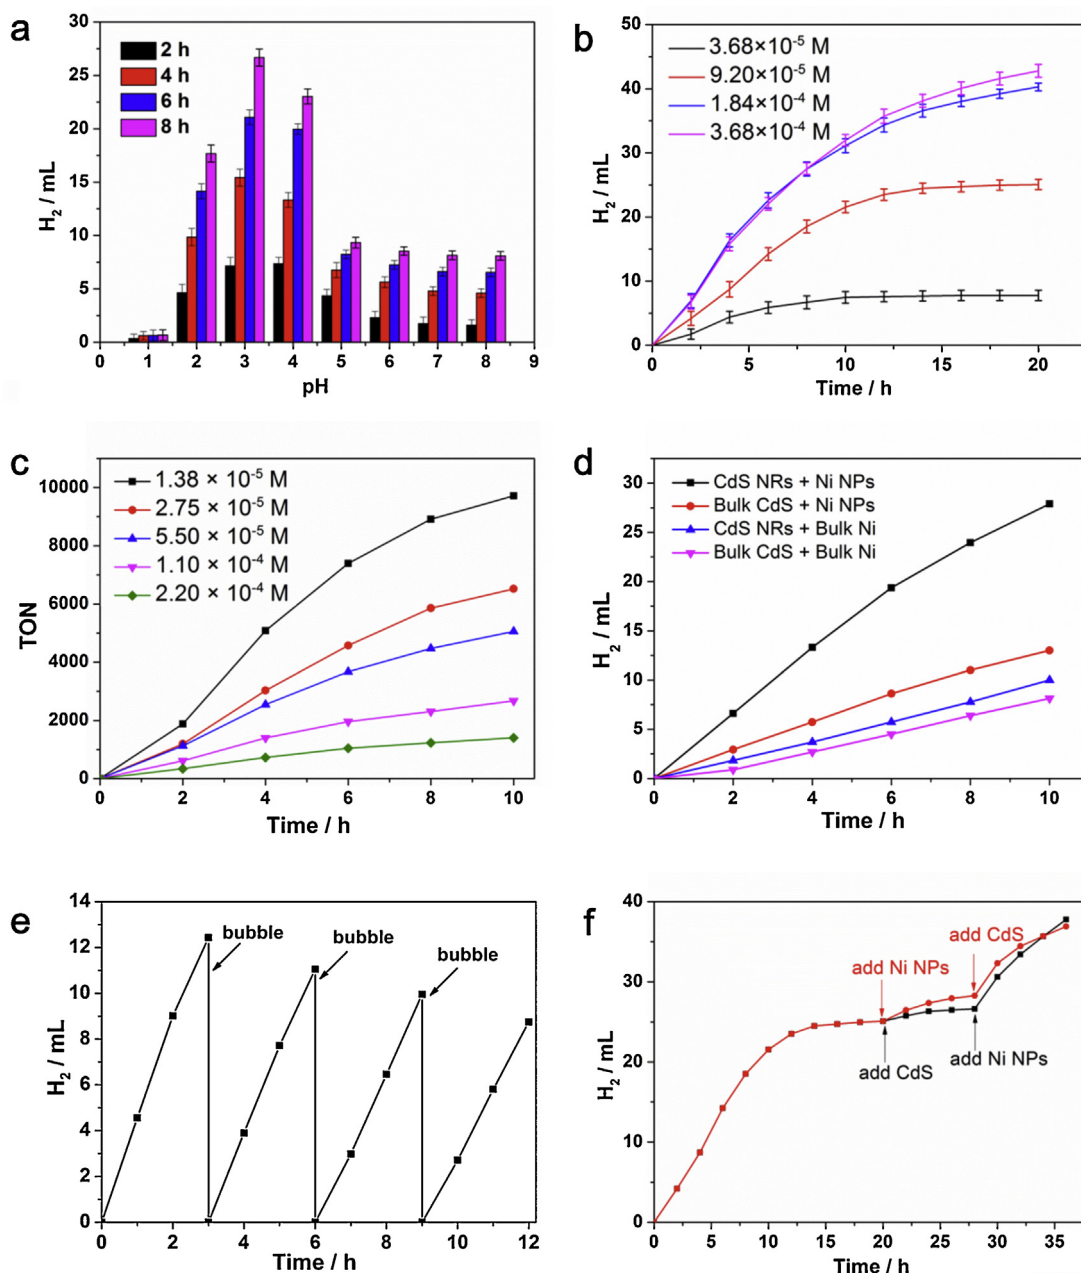 a
30
25
20
15
10
5
0
H₂ / mL
2 h
4 h
6 h
8 h
0 1 2 3 4 5 6 7 8 9
pH
b
50
40
30
20
10
0
H₂ / mL
3.68×10⁻⁵ M
9.20×10⁻⁵ M
1.84×10⁻⁴ M
3.68×10⁻⁴ M
0 5 10 15 20
Time / h
c
10000
8000
6000
4000
2000
0
TON
1.38 × 10⁻⁵ M
2.75 × 10⁻⁵ M
5.50 × 10⁻⁵ M
1.10 × 10⁻⁴ M
2.20 × 10⁻⁴ M
0 2 4 6 8 10
Time / h
d
30
25
20
15
10
5
0
H₂ / mL
CdS NRs + Ni NPs
Bulk CdS + Ni NPs
CdS NRs + Bulk Ni
Bulk CdS + Bulk Ni
0 2 4 6 8 10
Time / h
e
14
12
10
8
6
4
2
0
H₂ / mL
bubble
bubble
bubble
0 2 4 6 8 10 12
Time / h
f
40
30
20
10
0
H₂ / mL
add CdS
add Ni NPs
add CdS
add Ni NPs
0 5 10 15 20 25 30 35
Time / h